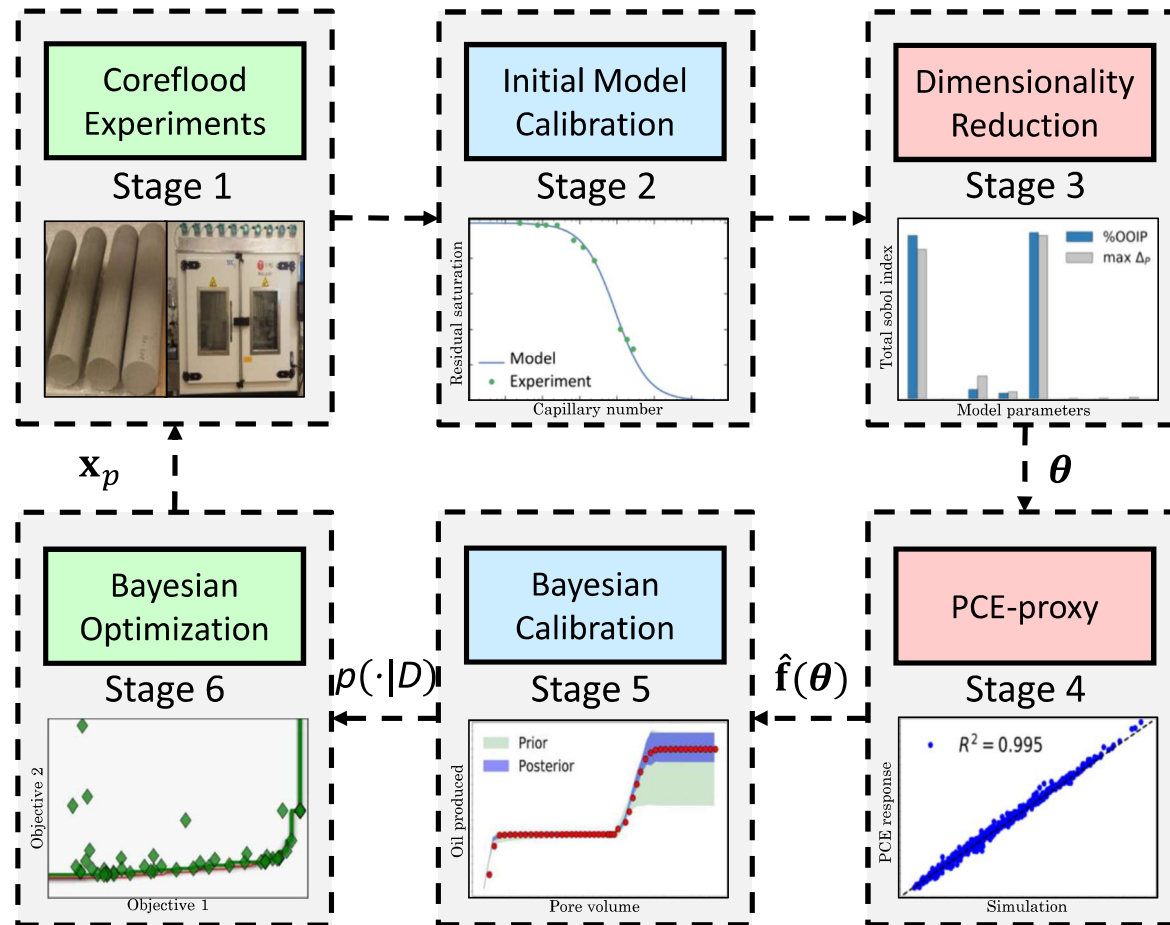 Coreflood
Experiments
Stage 1
Initial Model
Calibration
Stage 2
Residual saturation
Model
Experiment
Capillary number
Dimensionality
Reduction
Stage 3
Total sobol index
%OOIP
max Δₚ
Model parameters
𝐱ₚ
𝜽
Bayesian
Optimization
Stage 6
Objective 2
Objective 1
p(·|D)
Bayesian
Calibration
Stage 5
Oil produced
Prior
Posterior
Pore volume
𝐟̂(𝜽)
PCE-proxy
Stage 4
PCE response
R² = 0.995
Simulation